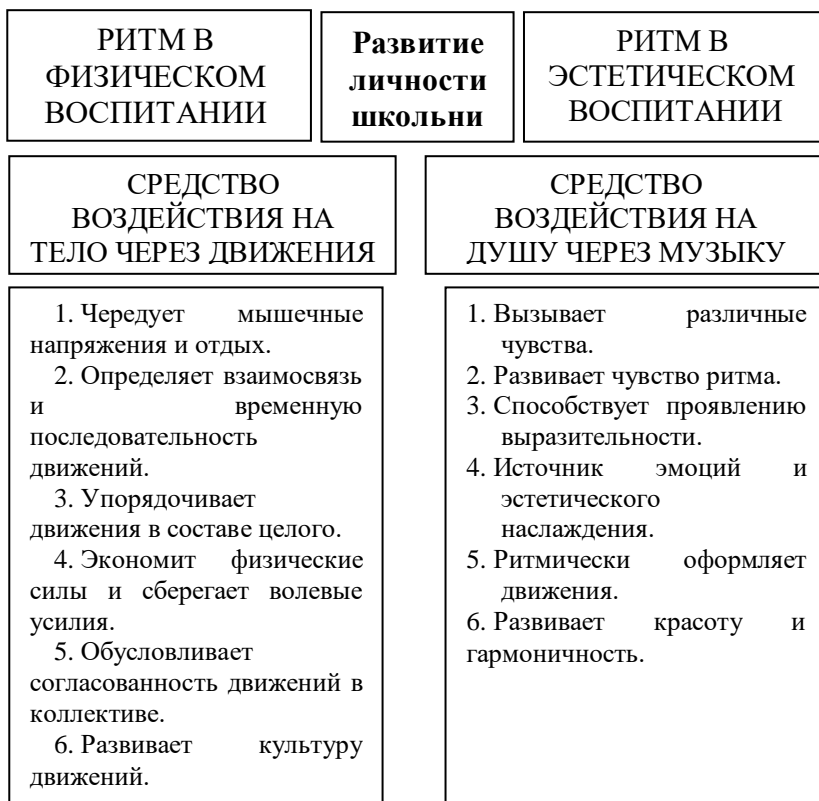 РИТМ В
ФИЗИЧЕСКОМ
ВОСПИТАНИИ
Развитие
личности
школьни
РИТМ В
ЭСТЕТИЧЕСКОМ
ВОСПИТАНИИ
СРЕДСТВО
ВОЗДЕЙСТВИЯ НА
ТЕЛО ЧЕРЕЗ ДВИЖЕНИЯ
СРЕДСТВО
ВОЗДЕЙСТВИЯ НА
ДУШУ ЧЕРЕЗ МУЗЫКУ
1. Чередует мышечные
напряжения и отдых.
2. Определяет взаимосвязь
и временную
последовательность
движений.
3. Упорядочивает
движения в составе целого.
4. Экономит физические
силы и сберегает волевые
усилия.
5. Обусловливает
согласованность движений в
коллективе.
6. Развивает культуру
движений.
1. Вызывает различные
чувства.
2. Развивает чувство ритма.
3. Способствует проявлению
выразительности.
4. Источник эмоций и
эстетического
наслаждения.
5. Ритмически оформляет
движения.
6. Развивает красоту и
гармоничность.